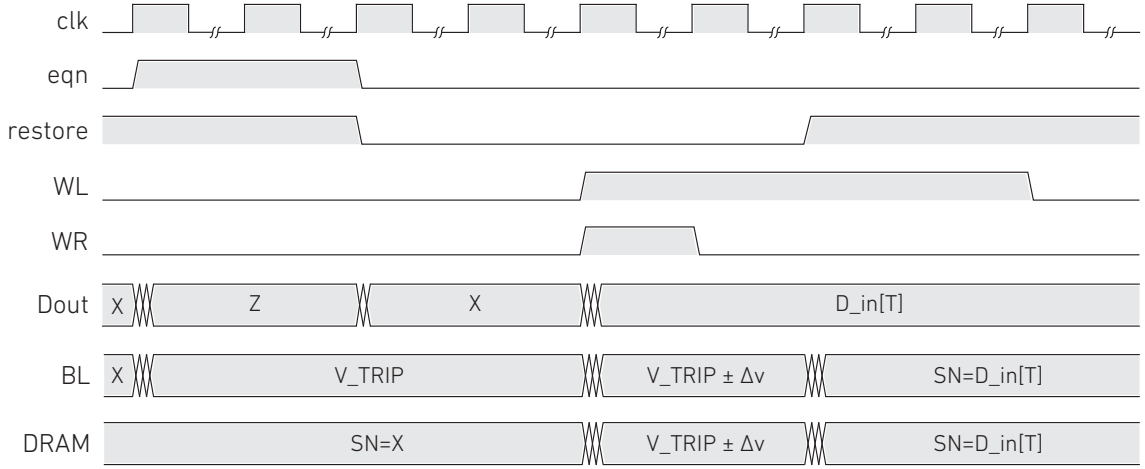 clk
eqn
restore
WL
WR
Dout X Z X D_in[T]
BL X V_TRIP V_TRIP ± Δv SN=D_in[T]
DRAM SN=X V_TRIP ± Δv SN=D_in[T]